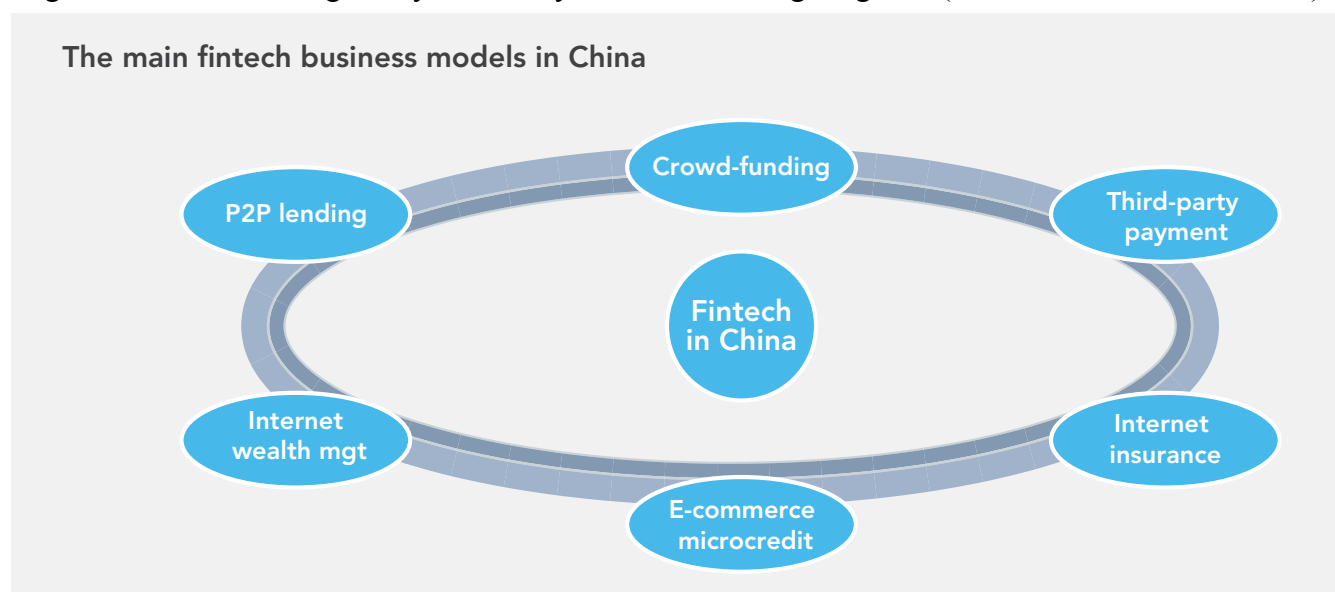 The main fintech business models in China
Crowd-funding
P2P lending
Third-party
payment
Fintech
in China
Internet
wealth mgt
Internet
insurance
E-commerce
microcredit